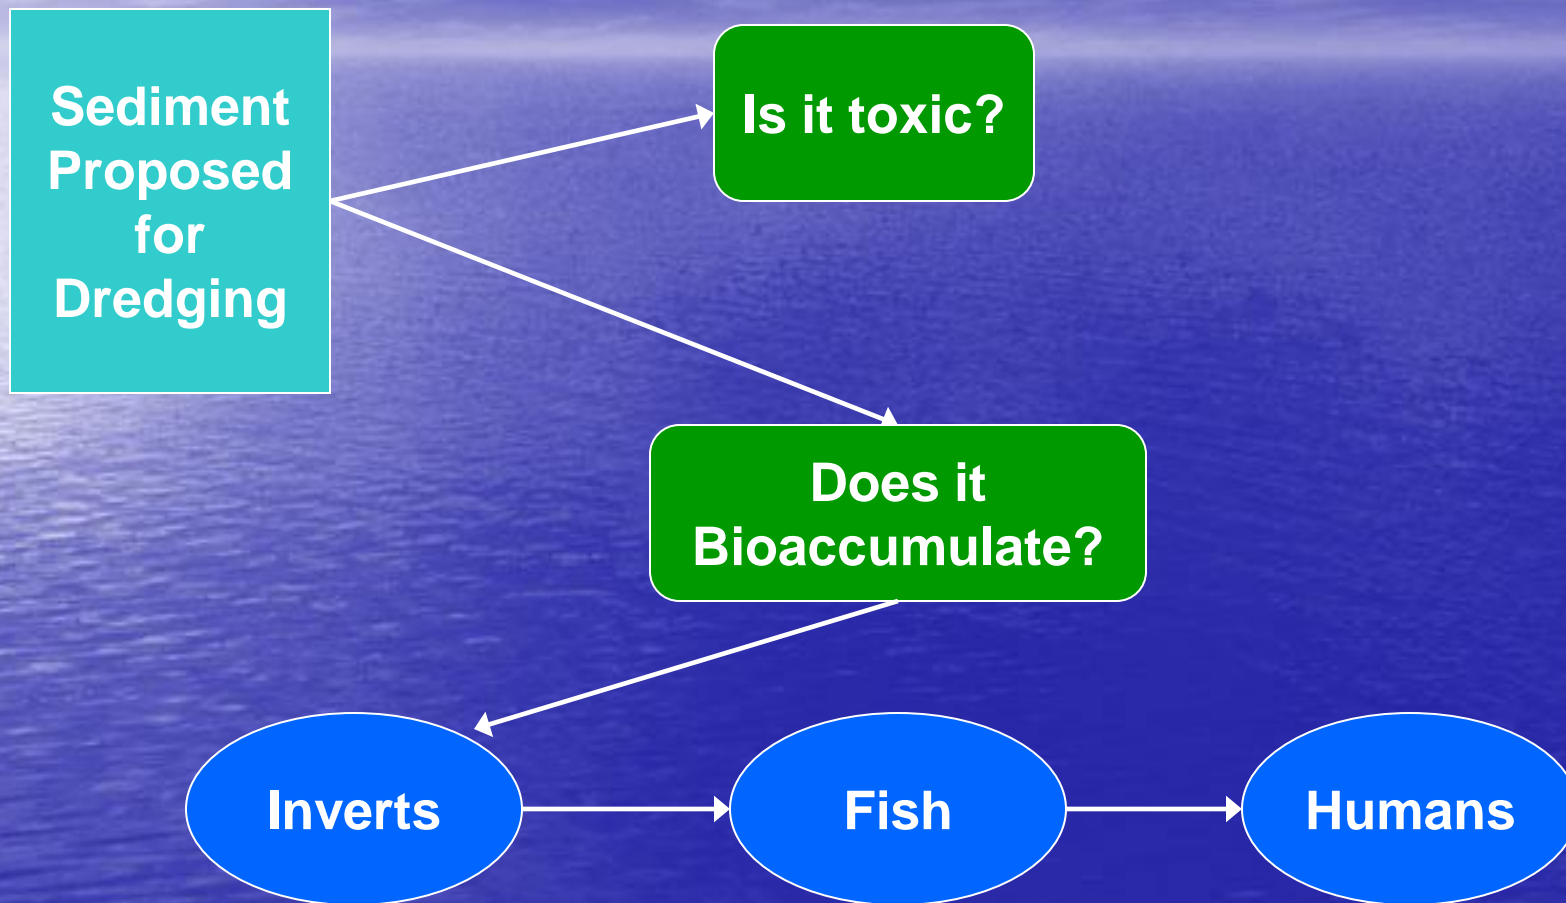 Sediment
Proposed
for
Dredging
Is it toxic?
Does it
Bioaccumulate?
Inverts
Fish
Humans